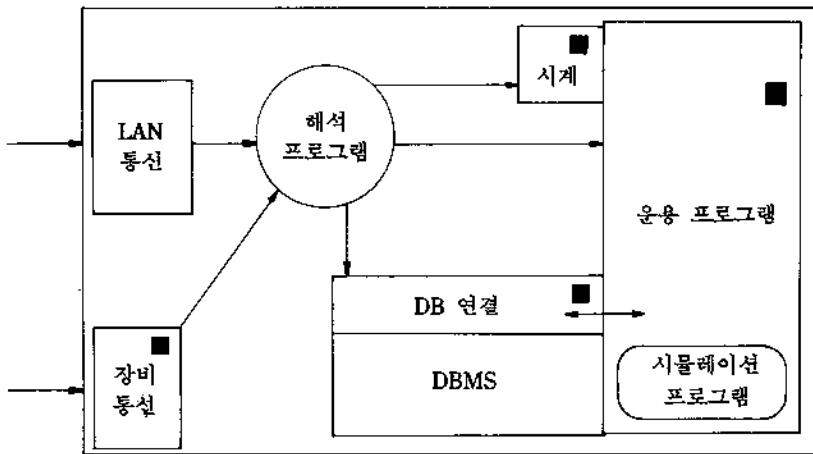 시계
LAN
통신
해석
프로그램
운용 프로그램
DB 연결
DBMS
장비
통신
시뮬레이션
프로그램